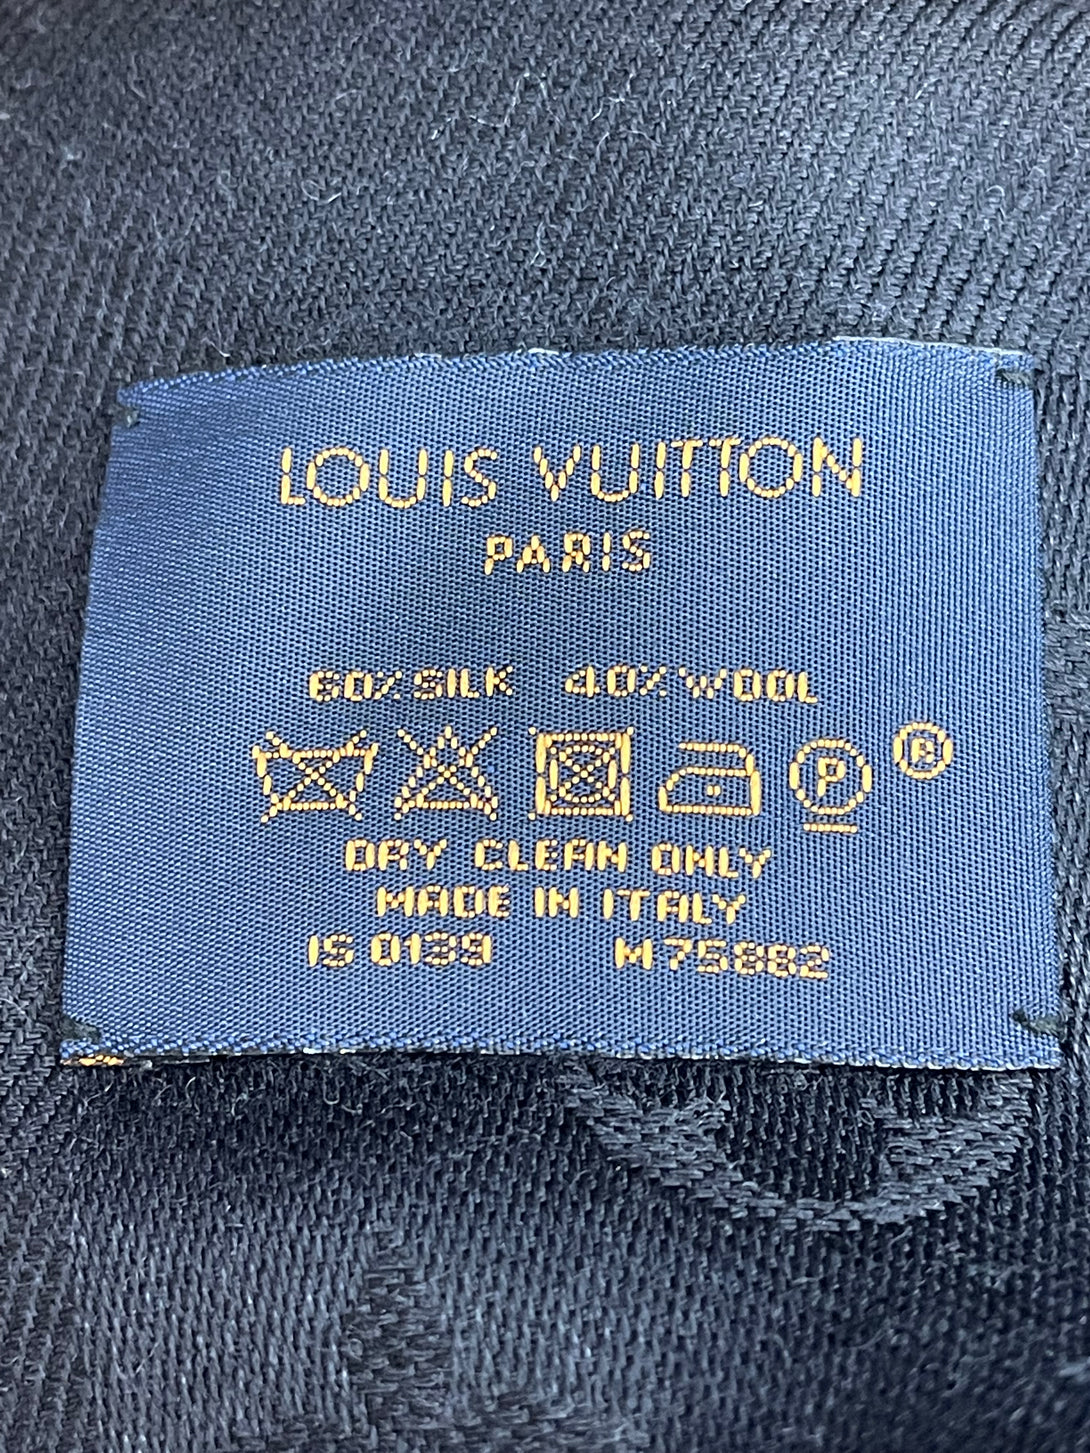 LOUIS VUITTON
PARIS
60% SILK 40% WOOL
P ®
DRY CLEAN ONLY
MADE IN ITALY
IS 0139 M75882